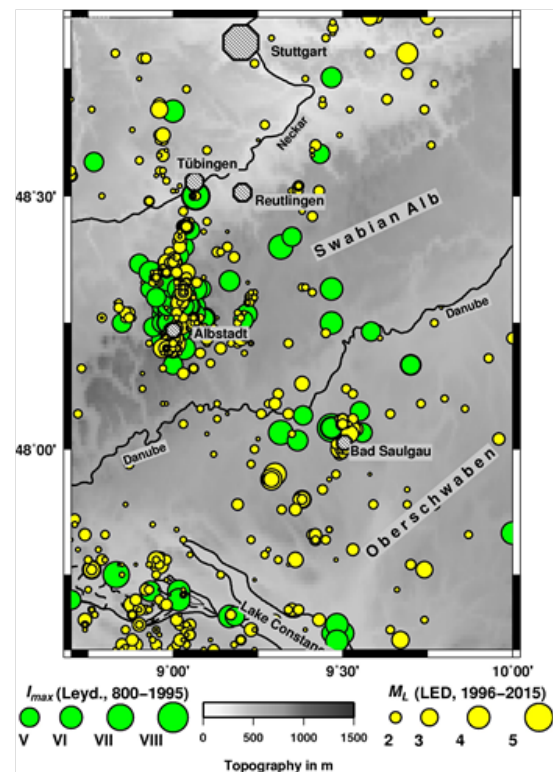 Stuttgart
Neckar
Tübingen
48°30'
Reutlingen
Swabian Alb
Danube
Albstadt
48°00'
Danube
Bad Saulgau
Oberschwaben
Lake Constanc
9°00'
9°30'
10°00'
Imax (Leyd., 800–1995)
ML (LED, 1996–2015)
V VI VII VIII
0 500 1000 1500
2 3 4 5
Topography in m